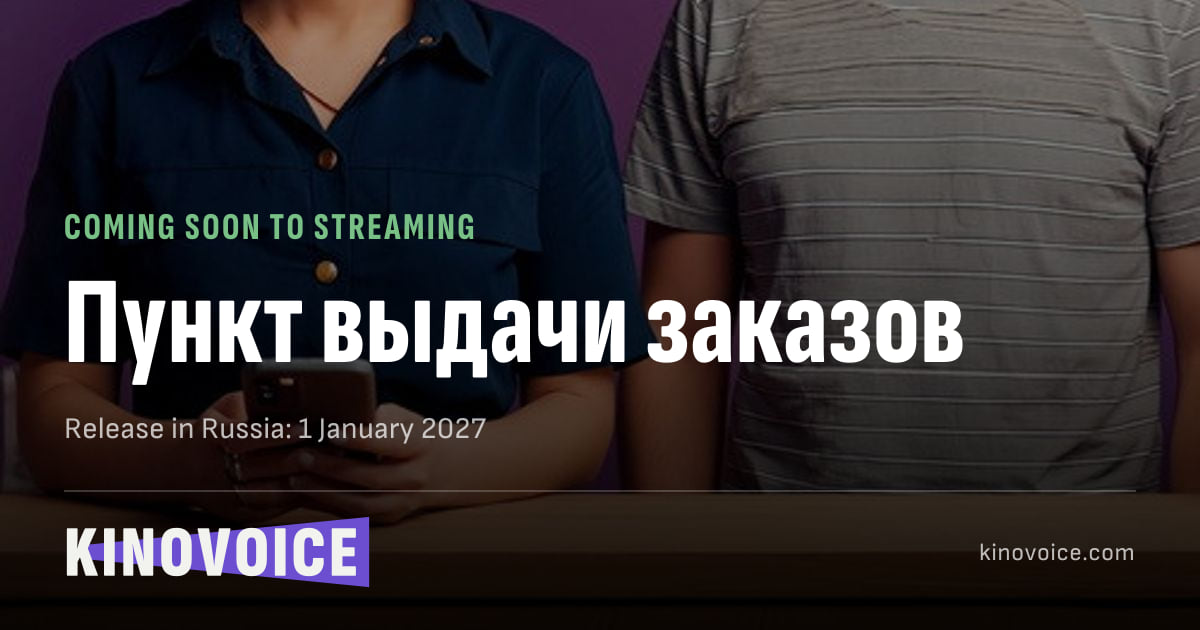 COMING SOON TO STREAMING
Пункт выдачи заказов
Release in Russia: 1 January 2027
KINOVOICE
kinovoice.com